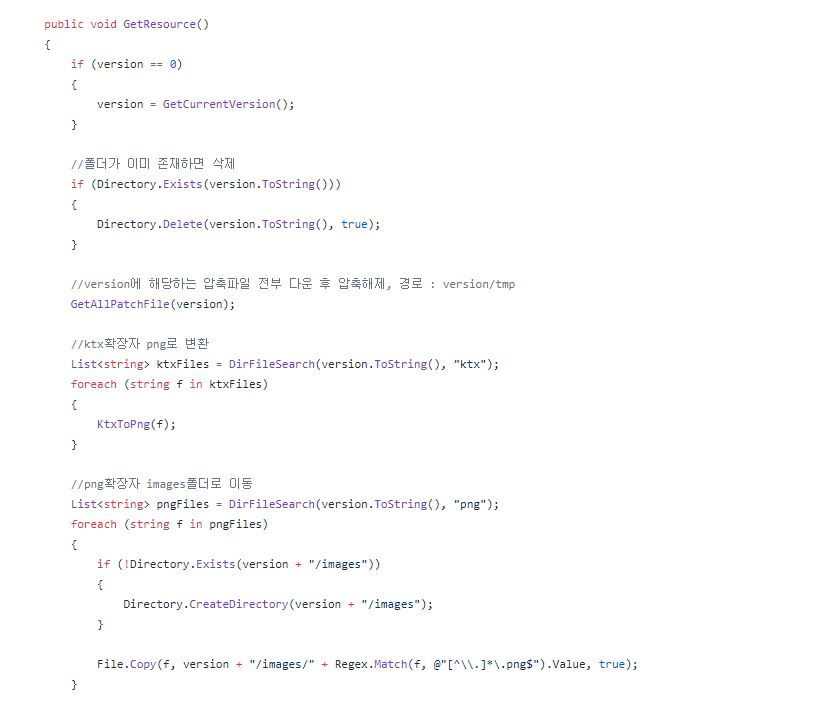 public void GetResource()
{
    if (version == 0)
    {
        version = GetCurrentVersion();
    }

    //폴더가 이미 존재하면 삭제
    if (Directory.Exists(version.ToString()))
    {
        Directory.Delete(version.ToString(), true);
    }

    //version에 해당하는 압축파일 전부 다운 후 압축해제, 경로 : version/tmp
    GetAllPatchFile(version);

    //ktx확장자 png로 변환
    List<string> ktxFiles = DirFileSearch(version.ToString(), "ktx");
    foreach (string f in ktxFiles)
    {
        KtxToPng(f);
    }

    //png확장자 images폴더로 이동
    List<string> pngFiles = DirFileSearch(version.ToString(), "png");
    foreach (string f in pngFiles)
    {
        if (!Directory.Exists(version + "/images"))
        {
            Directory.CreateDirectory(version + "/images");
        }

        File.Copy(f, version + "/images/" + Regex.Match(f, @"[^\\.]*\.png$").Value, true);
    }